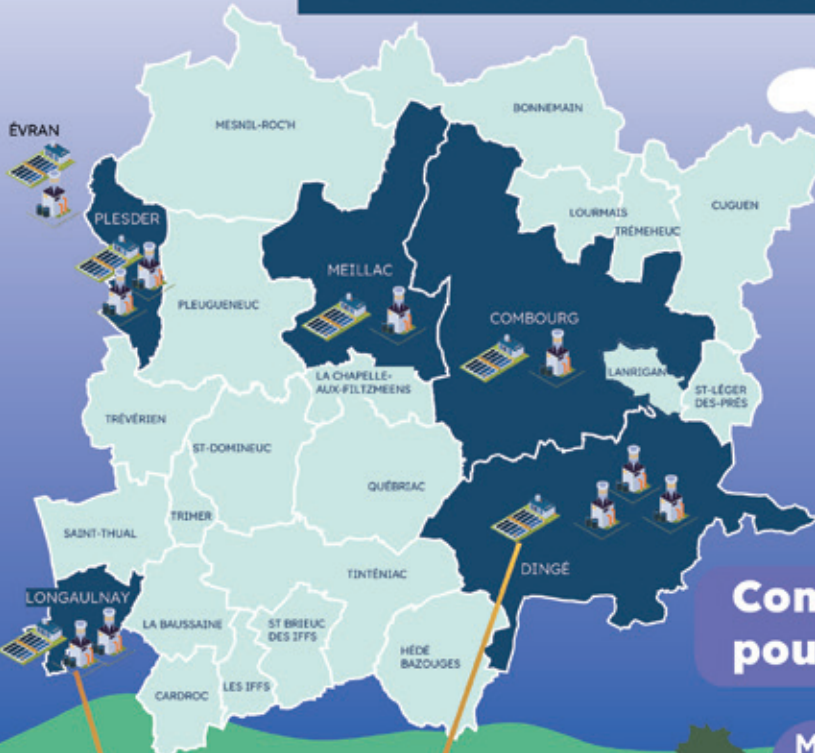 BONNEMAIN
MESNIL-ROC'H
ÉVRAN
CUGUEN
LOURMAIS
TRÉMEHEUC
PLESDER
MEILLAC
PLEUGUENEUC
COMBOURG
LANRIGAN
LA CHAPELLE-
AUX-FILTZMEENS
ST-LÉGER
DES-PRÉS
TRÉVÉRIEN
ST-DOMINEUC
QUÉBRIAC
TRIMER
SAINT-THUAL
DINGÉ
TINTÉNIAC
LONGAULNAY
LA BAUSSAINE
ST BRIEUC
DES IFFS
HÉDÉ
BAZOUGES
LES IFFS
CARDROC
Con
pou
M